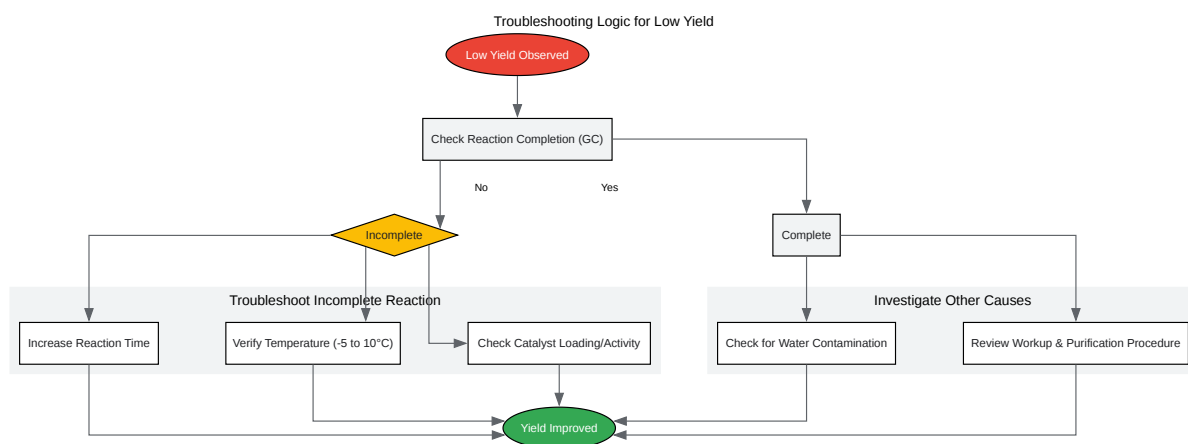 Troubleshooting Logic for Low Yield
Low Yield Observed
Check Reaction Completion (GC)
No
Yes
Incomplete
Complete
Troubleshoot Incomplete Reaction
Investigate Other Causes
Increase Reaction Time
Verify Temperature (-5 to 10°C)
Check Catalyst Loading/Activity
Check for Water Contamination
Review Workup & Purification Procedure
Yield Improved